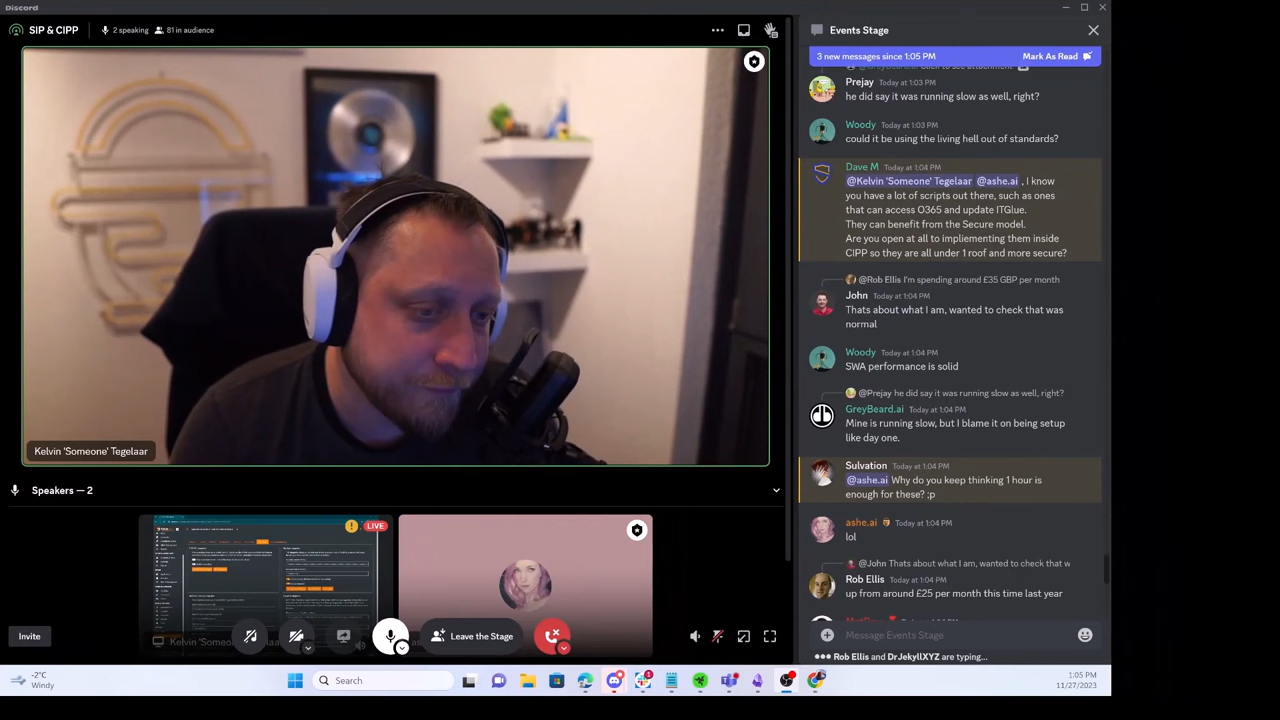 Discord
SIP & CIPP
2 speaking
81 in audience
Kelvin 'Someone' Tegelaar
Speakers — 2
LIVE
Invite
Leave the Stage
Events Stage
3 new messages since 1:05 PM
Mark As Read
Prejay Today at 1:03 PM
he did say it was running slow as well, right?
Woody Today at 1:03 PM
could it be using the living hell out of standards?
Dave M Today at 1:04 PM
@Kelvin 'Someone' Tegelaar @ashe.ai , I know
you have a lot of scripts out there, such as ones
that can access O365 and update ITGlue.
They can benefit from the Secure model.
Are you open at all to impliementing them inside
CIPP so they are all under 1 roof and more secure?
@Rob Ellis I'm spending around £35 GBP per month
John Today at 1:04 PM
Thats about what I am, wanted to check that was
normal
Woody Today at 1:04 PM
SWA performance is solid
@Prejay he did say it was running slow as well, right?
GreyBeard.ai Today at 1:04 PM
Mine is running slow, but I blame it on being setup
like day one.
Sulvation Today at 1:04 PM
@ashe.ai Why do you keep thinking 1 hour is
enough for these? ;p
ashe.ai Today at 1:04 PM
lol
@John Thats about what I am, wanted to check that w
Rob Ellis Today at 1:04 PM
up from around £25 per month this time last year
Message Events Stage
Rob Ellis and DrJekyllXYZ are typing...
-2°C
Windy
Search
1:05 PM
11/27/2023